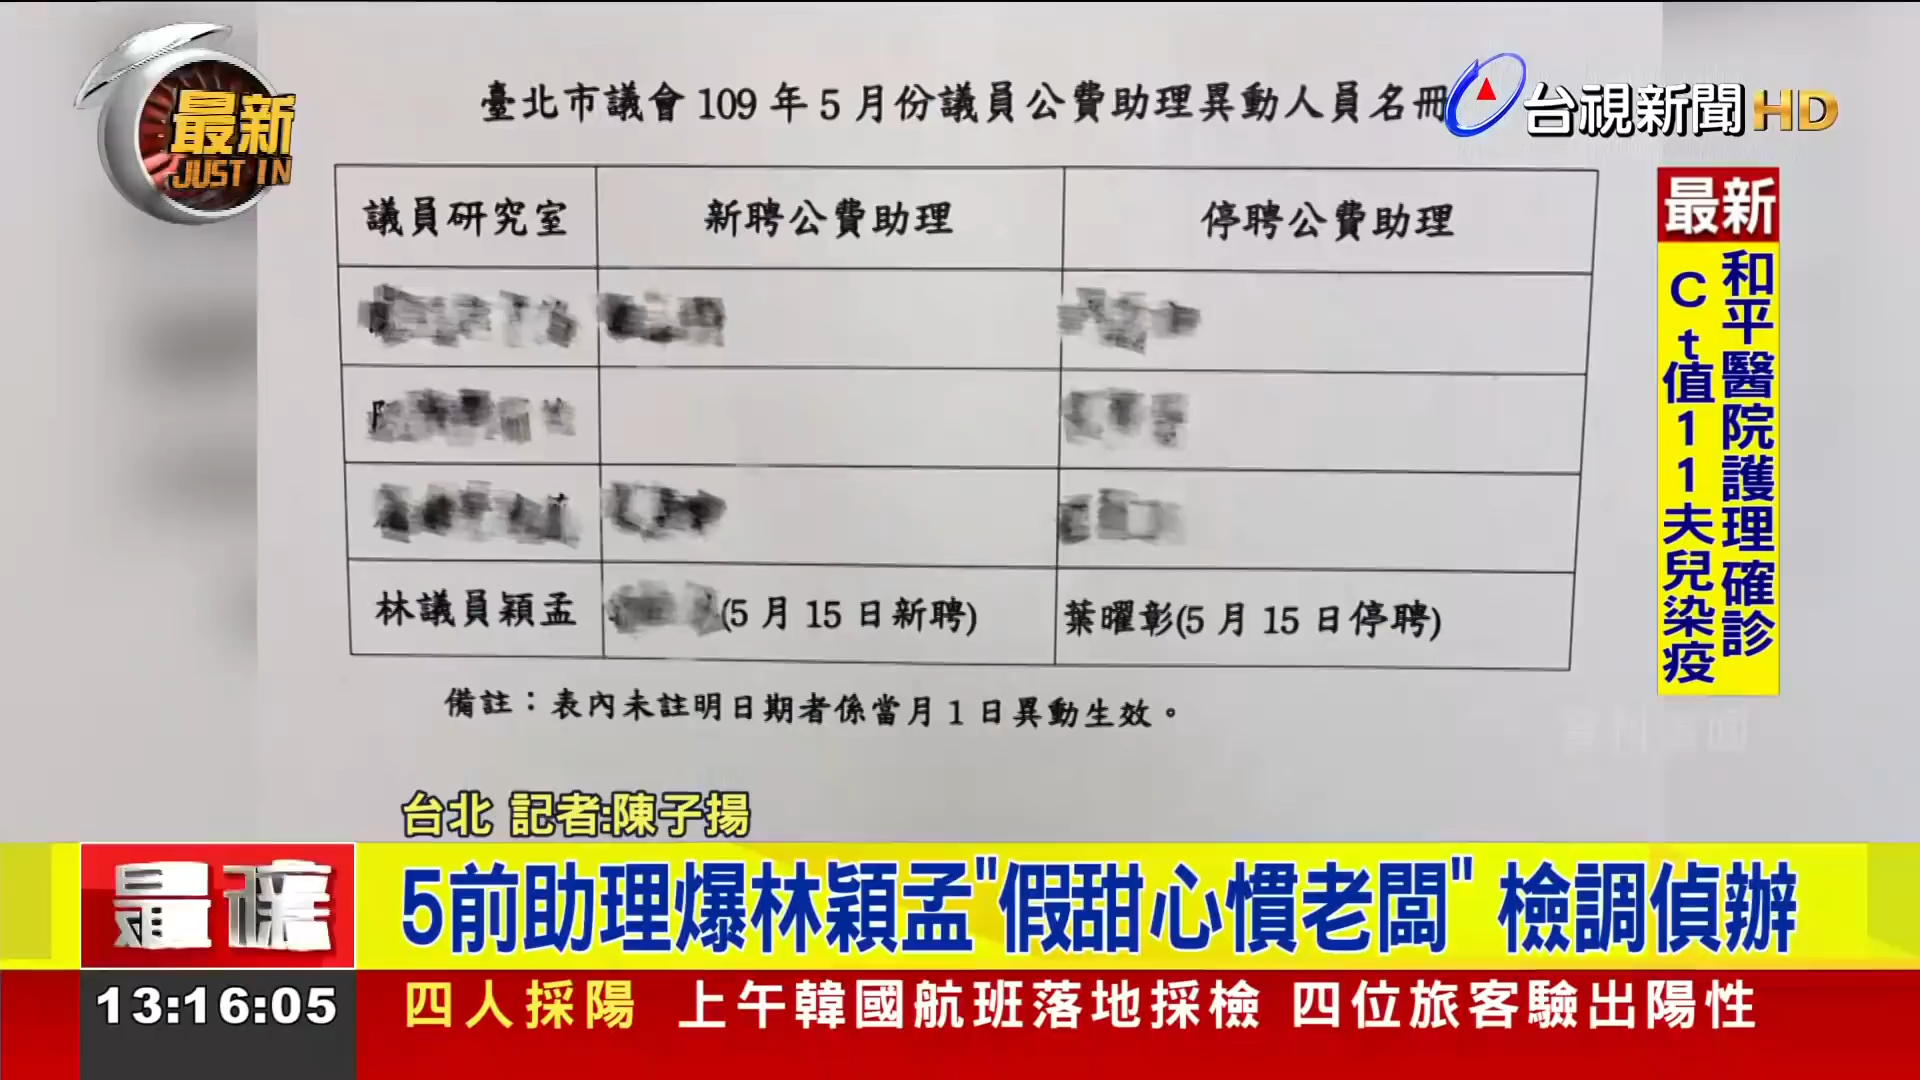 最新
JUST IN
台視新聞HD
臺北市議會109年5月份議員公費助理異動人員名冊
議員研究室 新聘公費助理 停聘公費助理
林議員穎孟 (5月15日新聘) 葉曜彰(5月15日停聘)
備註：表內未註明日期者係當月1日異動生效。
最新
和平醫院護理確診
Ct值11夫兒染疫
台北 記者:陳子揚
5前助理爆林穎孟"假甜心慣老闆" 檢調偵辦
13:16:05
四人採陽 上午韓國航班落地採檢 四位旅客驗出陽性